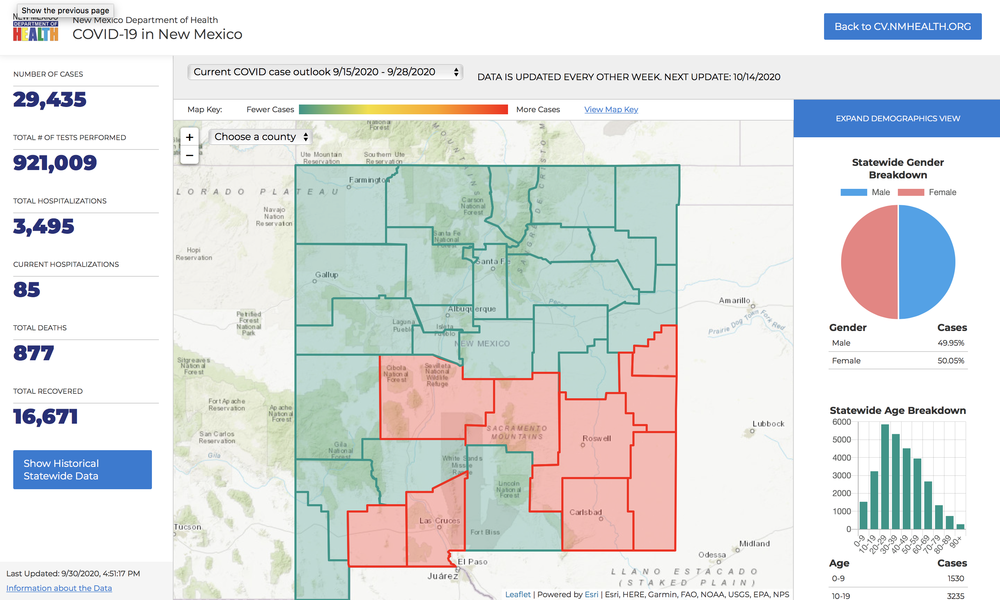 Show the previous page
NEW MEXICO
DEPARTMENT OF
HEALTH
New Mexico Department of Health
COVID-19 in New Mexico
Back to CV.NMHEALTH.ORG
NUMBER OF CASES
29,435
TOTAL # OF TESTS PERFORMED
921,009
TOTAL HOSPITALIZATIONS
3,495
CURRENT HOSPITALIZATIONS
85
TOTAL DEATHS
877
TOTAL RECOVERED
16,671
Show Historical
Statewide Data
Last Updated: 9/30/2020, 4:51:17 PM
Information about the Data
Current COVID case outlook 9/15/2020 - 9/28/2020
DATA IS UPDATED EVERY OTHER WEEK. NEXT UPDATE: 10/14/2020
Map Key:
Fewer Cases
More Cases
View Map Key
+
Choose a county
−
National
Forest
MOUNTAINS
SANGRE DE CRISTO M
Ute Mountain
Reservation
Southern Ute
Reservation
Farmington
LORADO PLATEAU
Carson
National
Forest
Navajo
Nation
Reservation
Santa Fe
National
Forest
Hopi
Reservation
Santa Fe
Gallup
Pecos
Amarillo
Albuquerque
Prairie Dog Town Fork Red
Petrified
Forest
National
Park
Laguna
Pueblo
Isleta
Pueblo
NEW MEXICO
Sitgreaves
National
Forest
Cibola
National
Forest
Sevilleta
National
Wildlife
Refuge
Fort Apache
Reservation
Apache
National
Forest
SACRAMENTO
MOUNTAINS
Lubbock
San Carlos
Reservation
Roswell
Gila
National
Forest
Gila
White Sands
Missile
Range
Lincoln
National
Forest
Carlsbad
Las Cruces
Tucson
Fort Bliss
Midland
Odessa
El Paso
Juárez
LLANO ESTACADO
(STAKED PLAIN)
Leaflet | Powered by Esri | Esri, HERE, Garmin, FAO, NOAA, USGS, EPA, NPS
EXPAND DEMOGRAPHICS VIEW
Statewide Gender
Breakdown
Male
Female
Gender Cases
Male 49.95%
Female 50.05%
Statewide Age Breakdown
6000
5000
4000
3000
2000
1000
0
0-9
10-19
20-29
30-39
40-49
50-59
60-69
70-79
80-89
90+
Age Cases
0-9 1530
10-19 3235